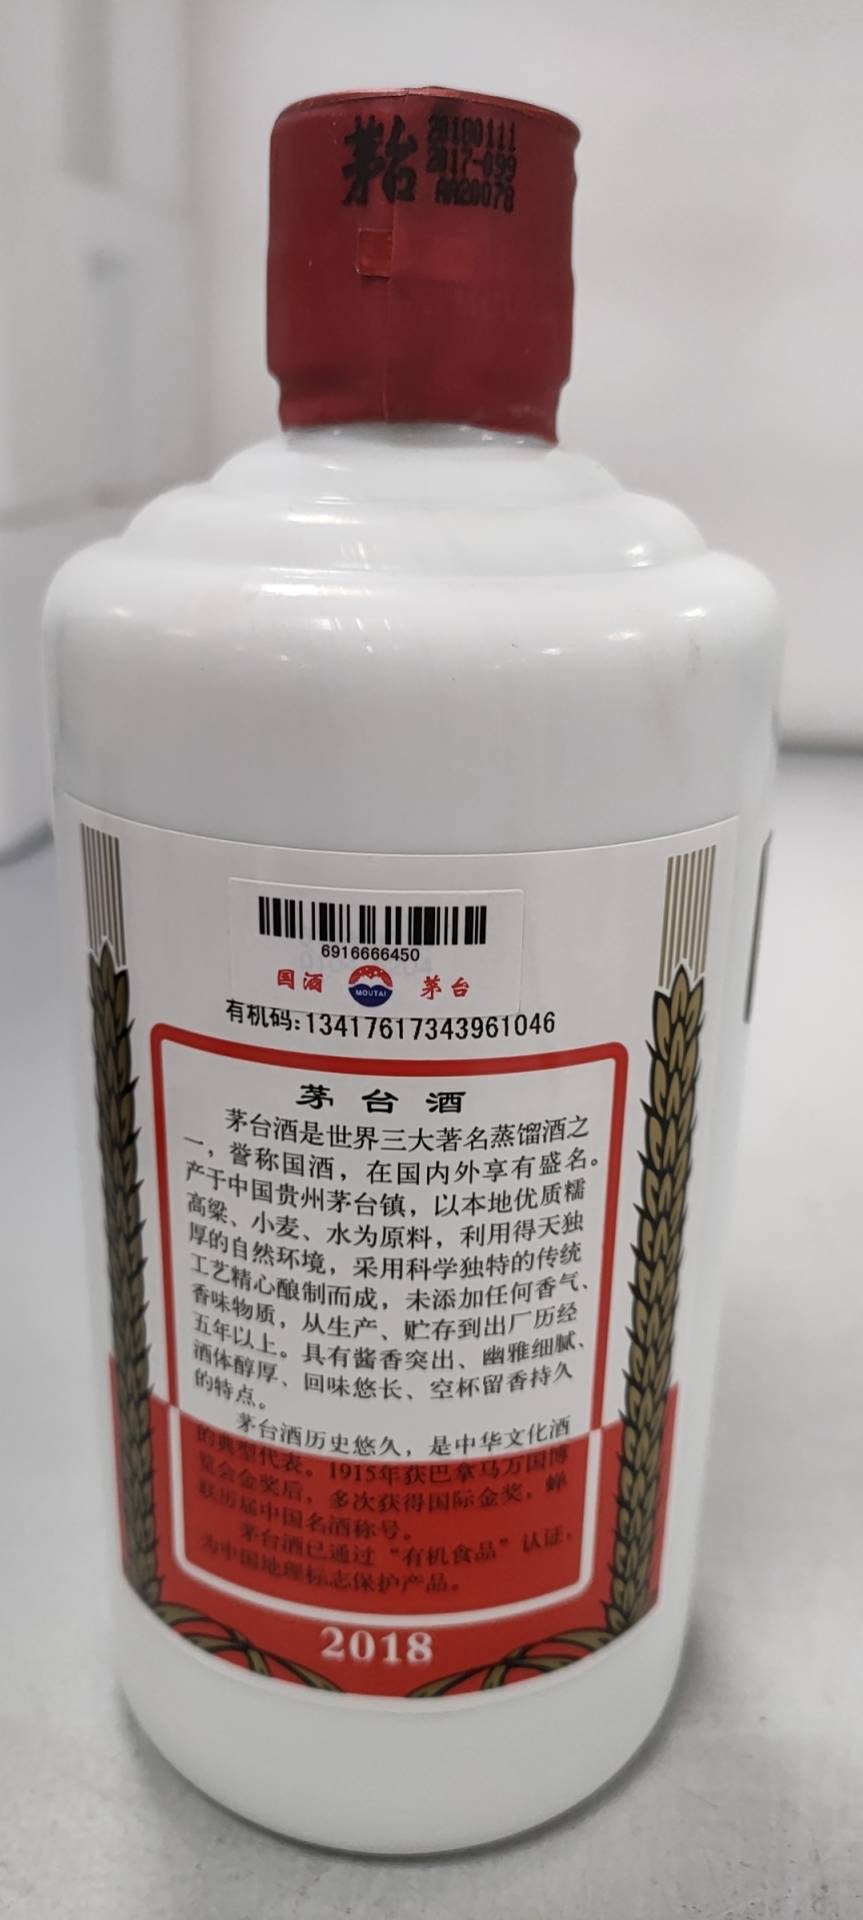 茅台
20180111
2017-099
AA20078
6916666450
国酒 MOUTAI 茅台
有机码:13417617343961046
茅台酒
茅台酒是世界三大著名蒸馏酒之
一，誉称国酒，在国内外享有盛名。
产于中国贵州茅台镇，以本地优质糯
高粱、小麦、水为原料，利用得天独
厚的自然环境，采用科学独特的传统
工艺精心酿制而成，未添加任何香气、
香味物质，从生产、贮存到出厂历经
五年以上。具有酱香突出、幽雅细腻、
酒体醇厚、回味悠长、空杯留香持久
的特点。
茅台酒历史悠久，是中华文化酒
的典型代表。1915年获巴拿马万国博
览会金奖后，多次获得国际金奖，蝉
联历届中国名酒称号。
茅台酒已通过“有机食品”认证，
为中国地理标志保护产品。
2018